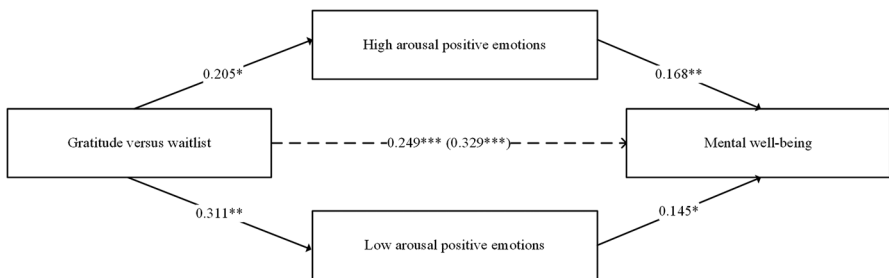 High arousal positive emotions
0.205*
0.168**
Gratitude versus waitlist
0.249*** (0.329***)
Mental well-being
0.311**
0.145*
Low arousal positive emotions